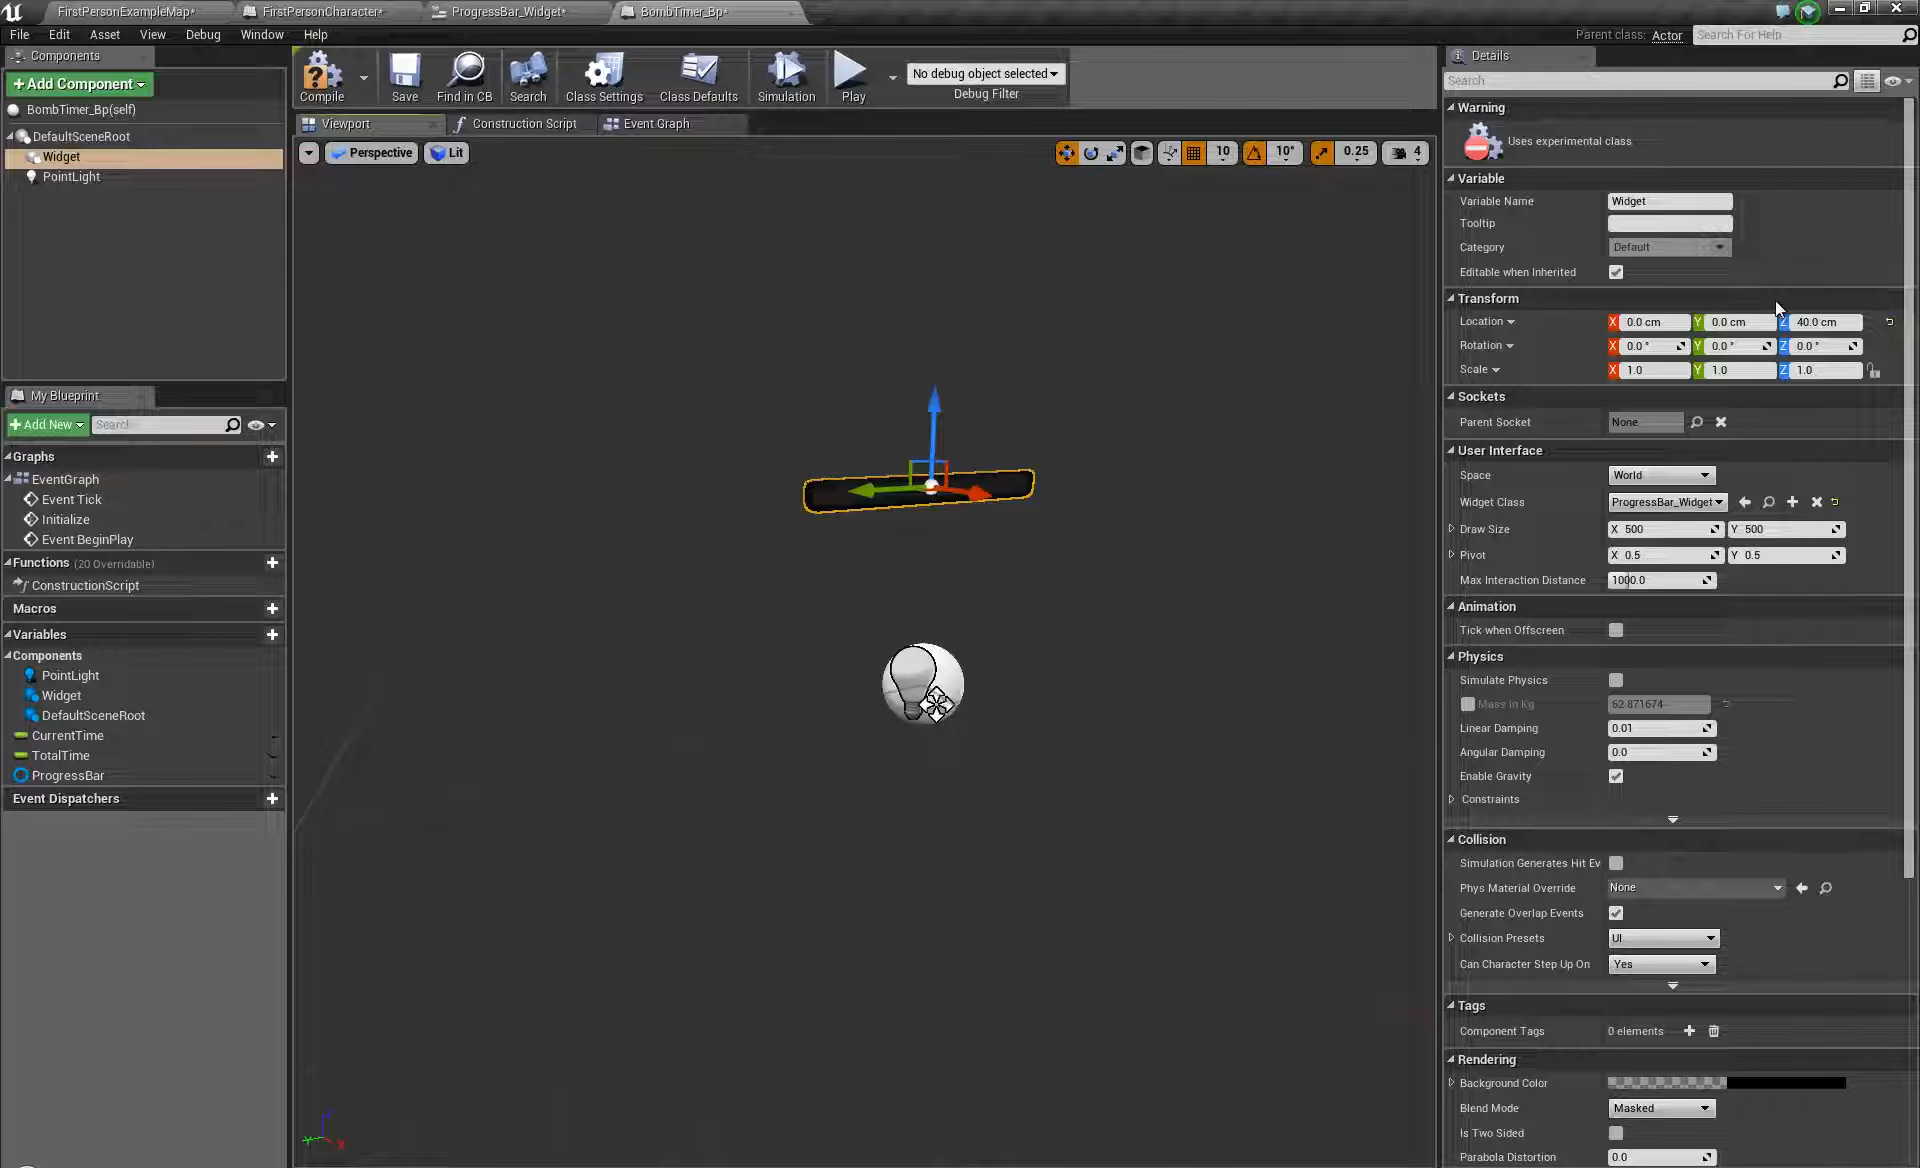 FirstPersonExampleMap*
FirstPersonCharacter*
ProgressBar_Widget*
BombTimer_Bp*
File Edit Asset View Debug Window Help
Parent class: Actor
Search For Help
Components
+Add Component
BombTimer_Bp(self)
DefaultSceneRoot
Widget
PointLight
Compile
Save
Find in CB
Search
Class Settings
Class Defaults
Simulation
Play
No debug object selected
Debug Filter
Viewport
Construction Script
Event Graph
Perspective
Lit
10
10°
0.25
4
My Blueprint
+Add New
Search
Graphs
EventGraph
Event Tick
Initialize
Event BeginPlay
Functions (20 Overridable)
ConstructionScript
Macros
Variables
Components
PointLight
Widget
DefaultSceneRoot
CurrentTime
TotalTime
ProgressBar
Event Dispatchers
Details
Search
Warning
Uses experimental class
Variable
Variable Name Widget
Tooltip
Category Default
Editable when Inherited
Transform
Location X 0.0 cm Y 0.0 cm Z 40.0 cm
Rotation X 0.0 ° Y 0.0 ° Z 0.0 °
Scale X 1.0 Y 1.0 Z 1.0
Sockets
Parent Socket None
User Interface
Space World
Widget Class ProgressBar_Widget
Draw Size X 500 Y 500
Pivot X 0.5 Y 0.5
Max Interaction Distance 1000.0
Animation
Tick when Offscreen
Physics
Simulate Physics
Mass in Kg 62.871674
Linear Damping 0.01
Angular Damping 0.0
Enable Gravity
Constraints
Collision
Simulation Generates Hit Ev
Phys Material Override None
Generate Overlap Events
Collision Presets UI
Can Character Step Up On Yes
Tags
Component Tags 0 elements
Rendering
Background Color
Blend Mode Masked
Is Two Sided
Parabola Distortion 0.0